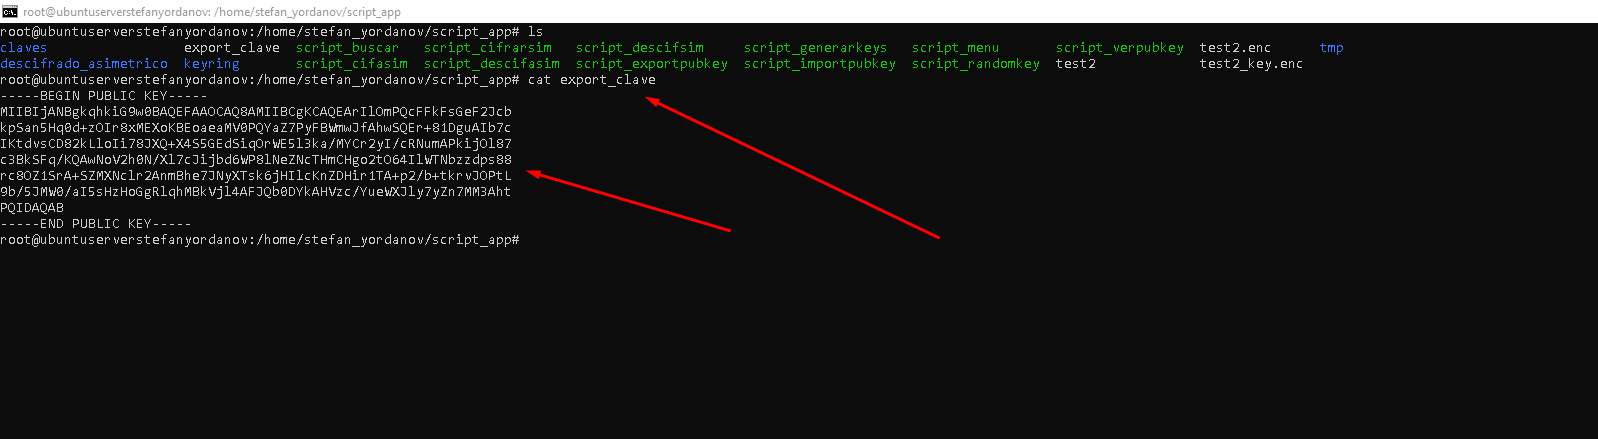 root@ubuntuserverstefanyordanov: /home/stefan_yordanov/script_app
root@ubuntuserverstefanyordanov:/home/stefan_yordanov/script_app# ls
claves export_clave script_buscar script_cifrarsim script_descifsim script_generarkeys script_menu script_verpubkey test2.enc tmp
descifrado_asimetrico keyring script_cifasim script_descifasim script_exportpubkey script_importpubkey script_randomkey test2 test2_key.enc
root@ubuntuserverstefanyordanov:/home/stefan_yordanov/script_app# cat export_clave
-----BEGIN PUBLIC KEY-----
MIIBIjANBgkqhkiG9w0BAQEFAAOCAQ8AMIIBCgKCAQEArIlOmPQcFFkFsGeF2Jcb
kpSan5Hq0d+zOIr8xMEXoKBEoaeaMV0PQYaZ7PyFBWmwJfAhwSQEr+81DguAIb7c
IKtdvsCD82kLloIi78JXQ+X4S5GEdSiqOrWE5l3ka/MYCr2yI/cRNumAPkijOl87
c3BkSFq/KQAwNoV2h0N/Xl7cJijbd6WP8lNeZNcTHmCHgo2tO64IlWTNbzzdps88
rc8OZ1SrA+SZMXNclr2AnmBhe7JNyXTsk6jHIlcKnZDHir1TA+p2/b+tkrvJOPtL
9b/5JMW0/aI5sHzHoGgRlqhMBkVjl4AFJQb0DYkAHVzc/YueWXJly7yZn7MM3Aht
PQIDAQAB
-----END PUBLIC KEY-----
root@ubuntuserverstefanyordanov:/home/stefan_yordanov/script_app#